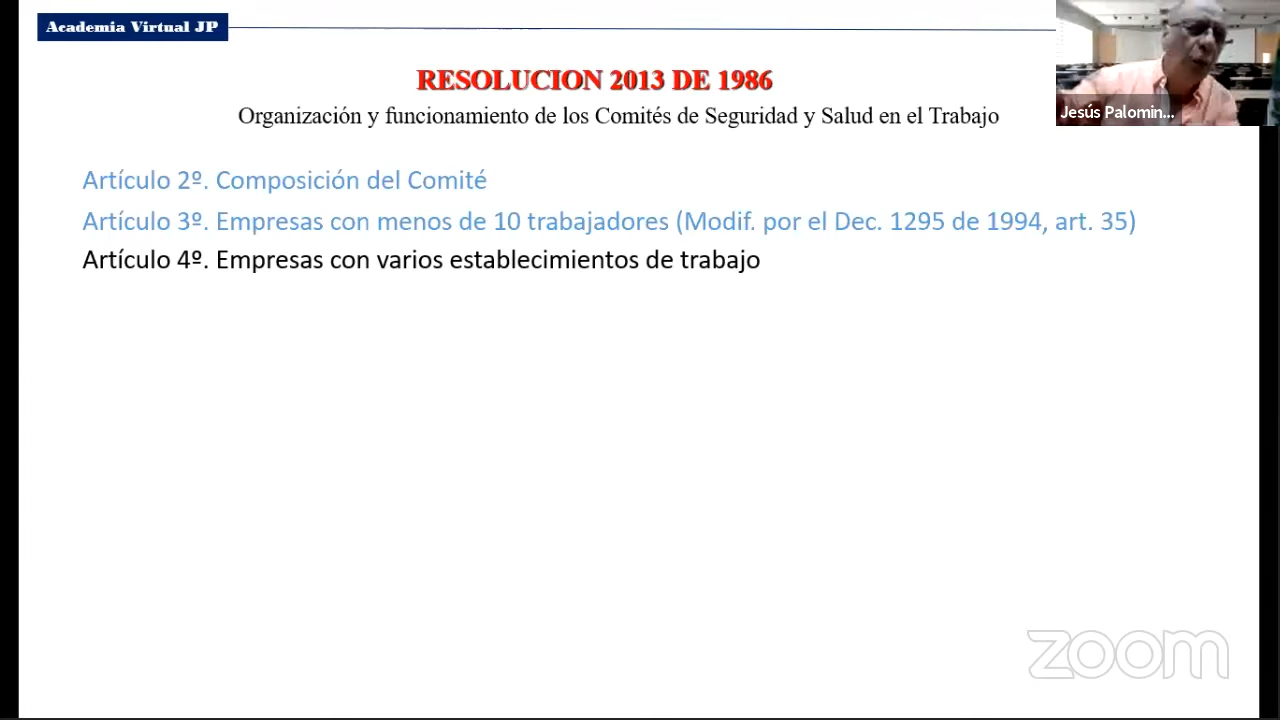 Academia Virtual JP
RESOLUCION 2013 DE 1986
Organización y funcionamiento de los Comités de Seguridad y Salud en el Trabajo
Jesús Palomin...
Artículo 2º. Composición del Comité
Artículo 3º. Empresas con menos de 10 trabajadores (Modif. por el Dec. 1295 de 1994, art. 35)
Artículo 4º. Empresas con varios establecimientos de trabajo
zoom